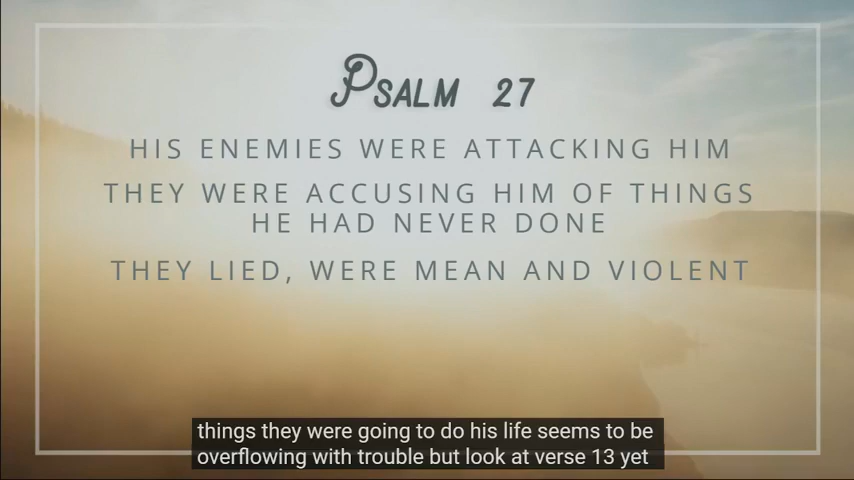 PSALM 27
HIS ENEMIES WERE ATTACKING HIM
THEY WERE ACCUSING HIM OF THINGS
HE HAD NEVER DONE
THEY LIED, WERE MEAN AND VIOLENT
things they were going to do his life seems to be
overflowing with trouble but look at verse 13 yet